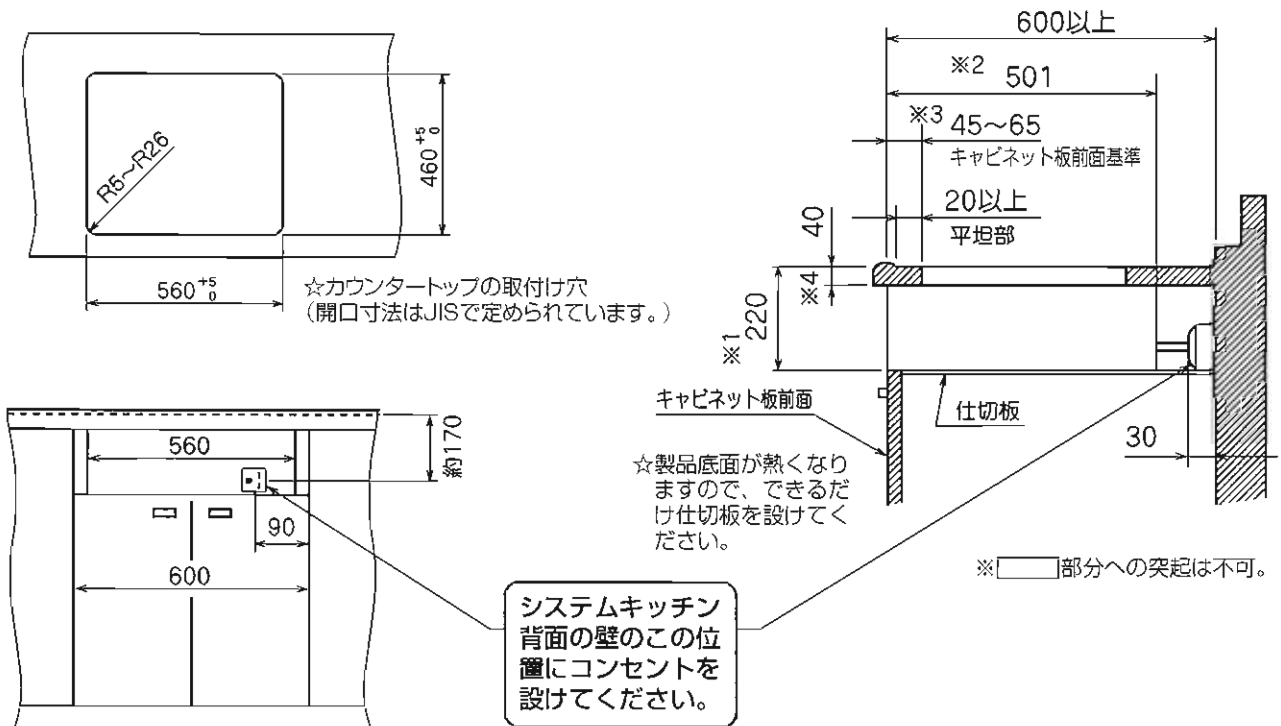 R5～R26
460 +5 0
560 +5 0
☆カウンタートップの取付け穴
(開口寸法はJISで定められています。)
600以上
※2
501
※3 45～65
キャビネット板前面基準
20以上
平坦部
40
※4
※1
220
キャビネット板前面
仕切板
30
☆製品底面が熱くなり
ますので、できるだ
け仕切板を設けてく
ださい。
※ 部分への突起は不可。
560
約170
90
600
システムキッチン
背面の壁のこの位
置にコンセントを
設けてください。